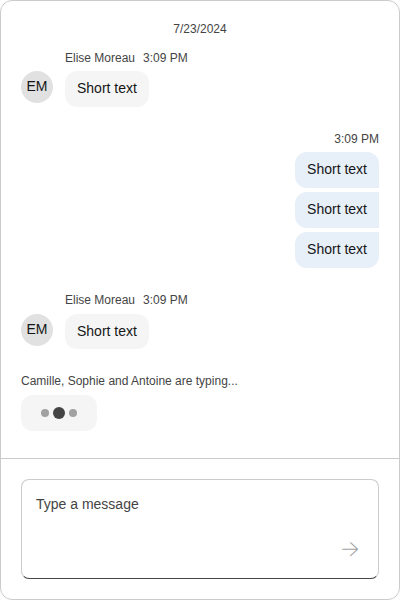 7/23/2024
Elise Moreau 3:09 PM
EM
Short text
3:09 PM
Short text
Short text
Short text
Elise Moreau 3:09 PM
EM
Short text
Camille, Sophie and Antoine are typing...
Type a message